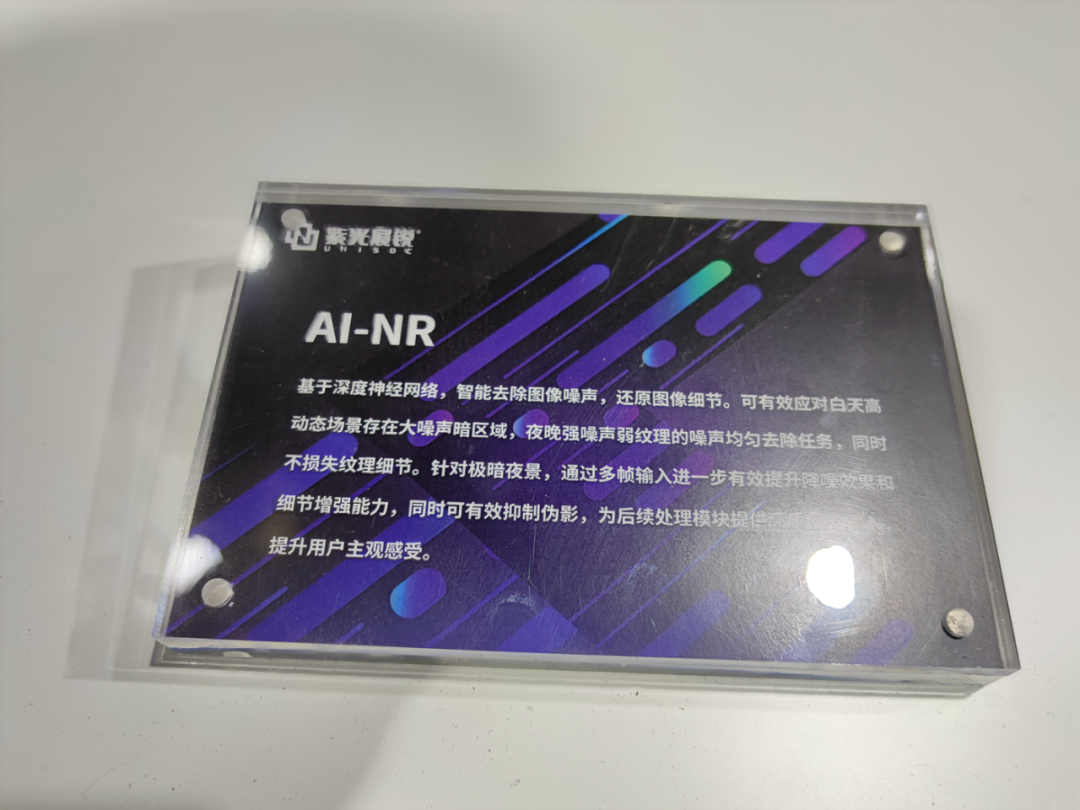 紫光展锐
UNISOC
AI-NR
基于深度神经网络，智能去除图像噪声，还原图像细节。可有效应对白天高
动态场景存在大噪声暗区域，夜晚强噪声弱纹理的噪声均匀去除任务，同时
不损失纹理细节。针对极暗夜景，通过多帧输入进一步有效提升降噪效果和
细节增强能力，同时可有效抑制伪影，为后续处理模块提供高
提升用户主观感受。